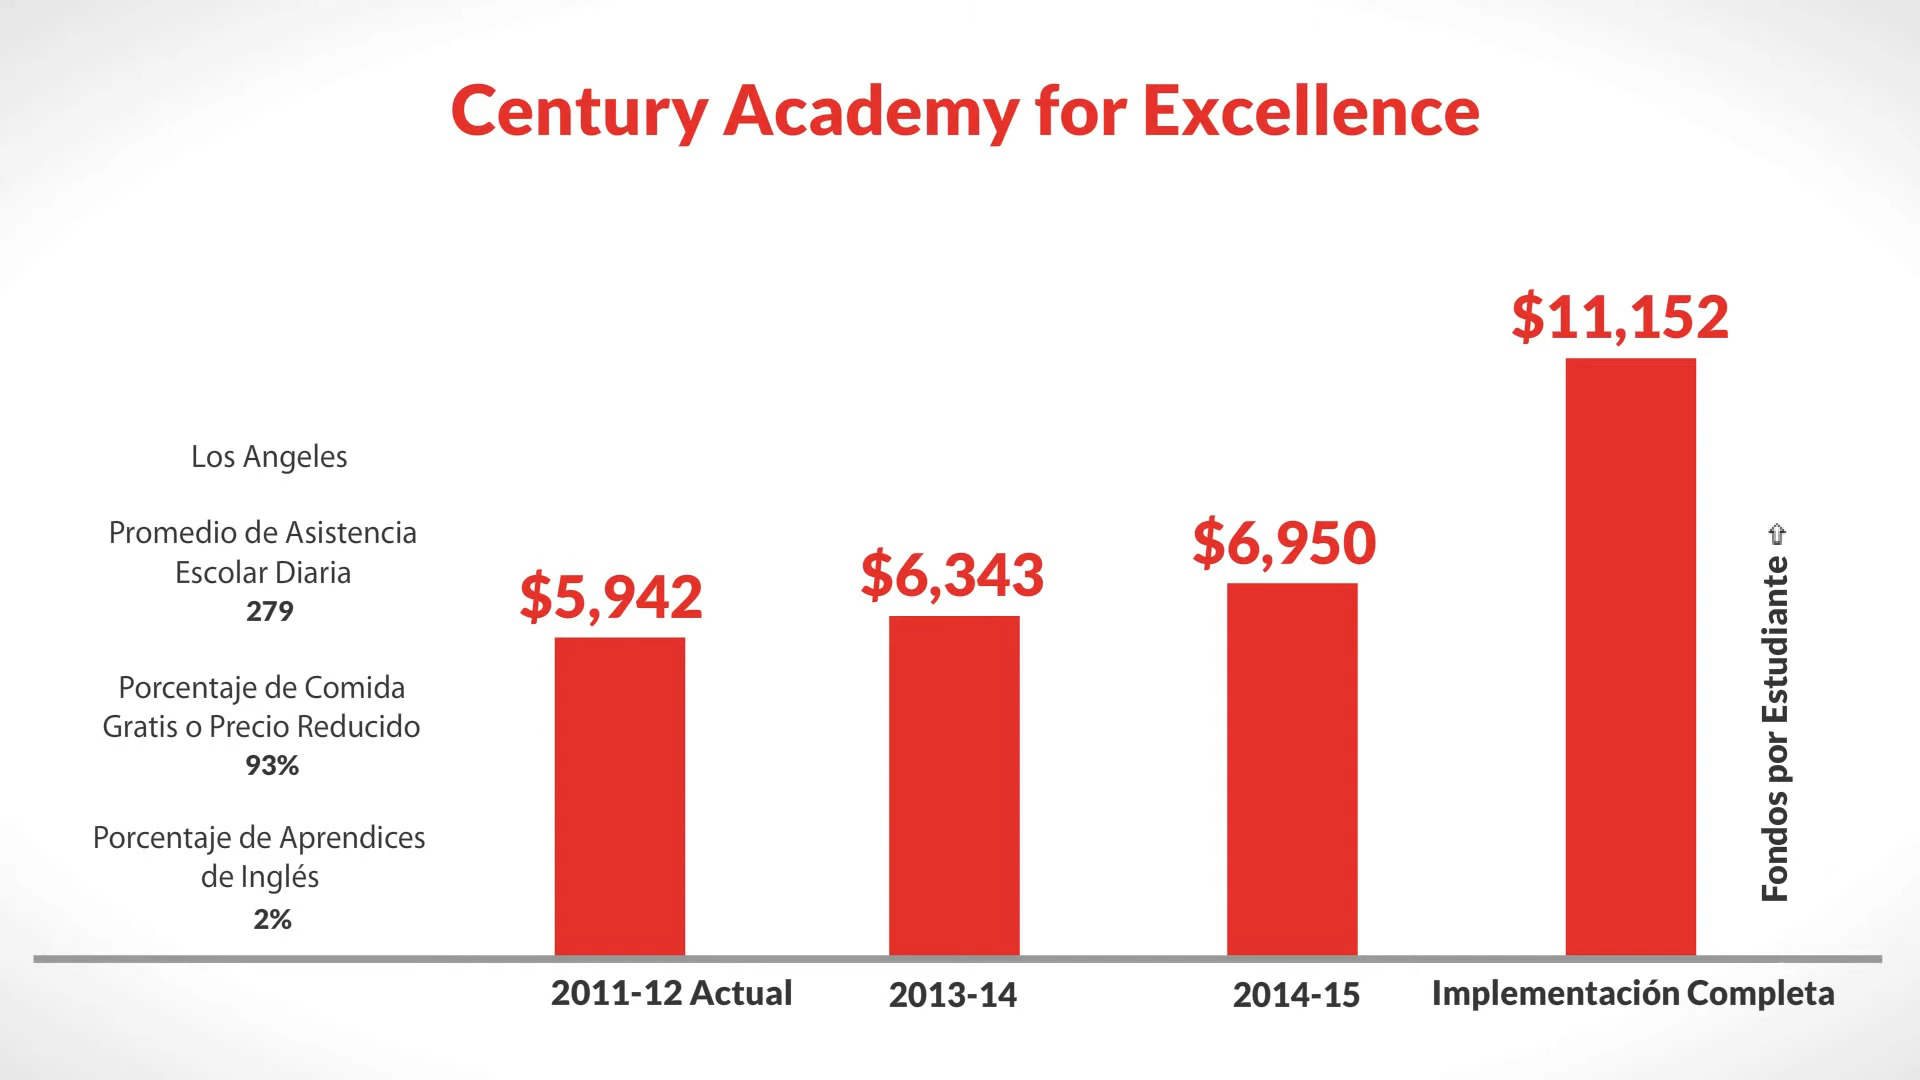 Century Academy for Excellence
Los Angeles
Promedio de Asistencia
Escolar Diaria
279
Porcentaje de Comida
Gratis o Precio Reducido
93%
Porcentaje de Aprendices
de Inglés
2%
$5,942
$6,343
$6,950
$11,152
2011-12 Actual
2013-14
2014-15
Implementación Completa
Fondos por Estudiante ⇧